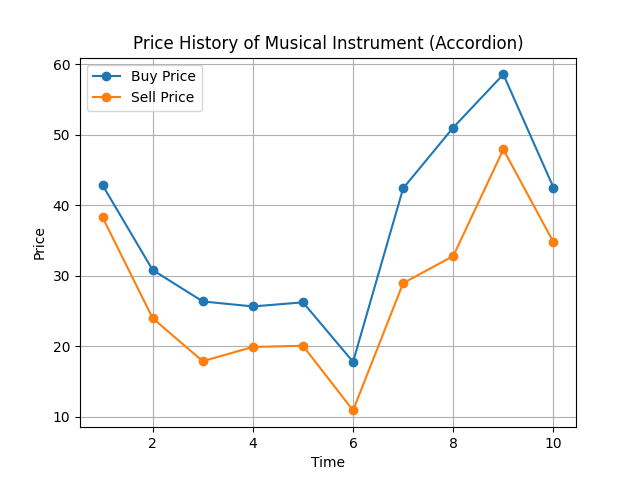 Price History of Musical Instrument (Accordion)
Buy Price
Sell Price
60
50
40
30
20
10
Price
2 4 6 8 10
Time